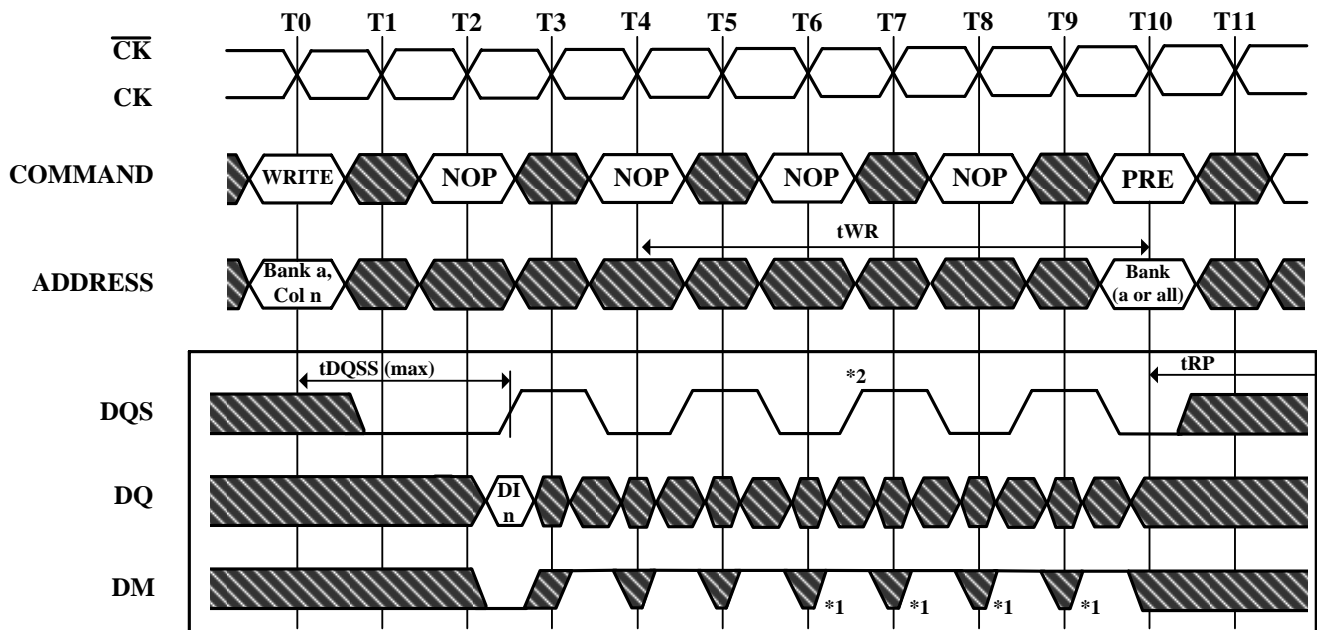 T0 T1 T2 T3 T4 T5 T6 T7 T8 T9 T10 T11
CK
CK
COMMAND WRITE NOP NOP NOP NOP PRE
tWR
ADDRESS Bank a, Col n Bank (a or all)
tDQSS (max) *2 tRP
DQS
DQ DI n
DM *1 *1 *1 *1